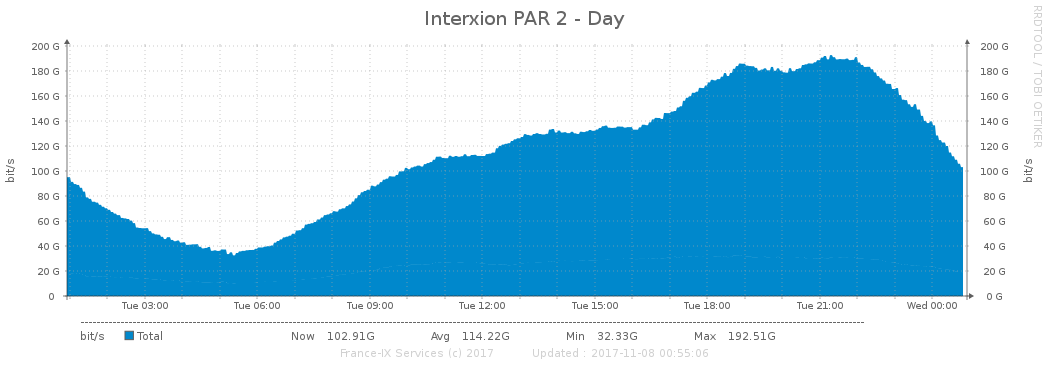 Interxion PAR 2 - Day
RRDTOOL / TOBI OETIKER
bit/s
200 G
180 G
160 G
140 G
120 G
100 G
80 G
60 G
40 G
20 G
0
200 G
180 G
160 G
140 G
120 G
100 G
80 G
60 G
40 G
20 G
0 G
bit/s
Tue 03:00 Tue 06:00 Tue 09:00 Tue 12:00 Tue 15:00 Tue 18:00 Tue 21:00 Wed 00:00
bit/s Total Now 102.91G Avg 114.22G Min 32.33G Max 192.51G
France-IX Services (c) 2017 Updated : 2017-11-08 00:55:06